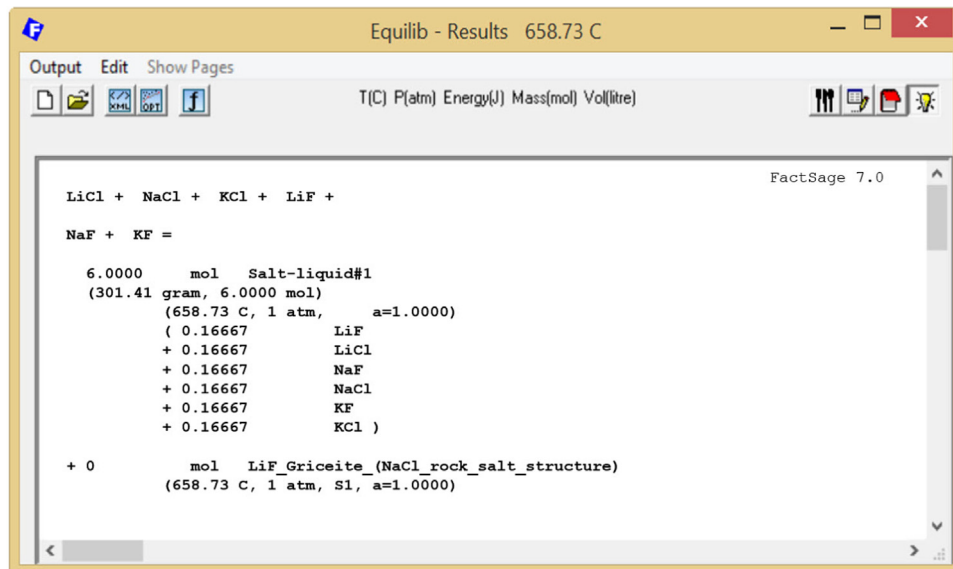 Equilib - Results 658.73 C
Output Edit Show Pages
T(C) P(atm) Energy(J) Mass(mol) Vol(litre)
FactSage 7.0
LiCl + NaCl + KCl + LiF +
NaF + KF =
6.0000 mol Salt-liquid#1
(301.41 gram, 6.0000 mol)
(658.73 C, 1 atm, a=1.0000)
( 0.16667 LiF
+ 0.16667 LiCl
+ 0.16667 NaF
+ 0.16667 NaCl
+ 0.16667 KF
+ 0.16667 KCl )
+ 0 mol LiF_Griceite_(NaCl_rock_salt_structure)
(658.73 C, 1 atm, S1, a=1.0000)